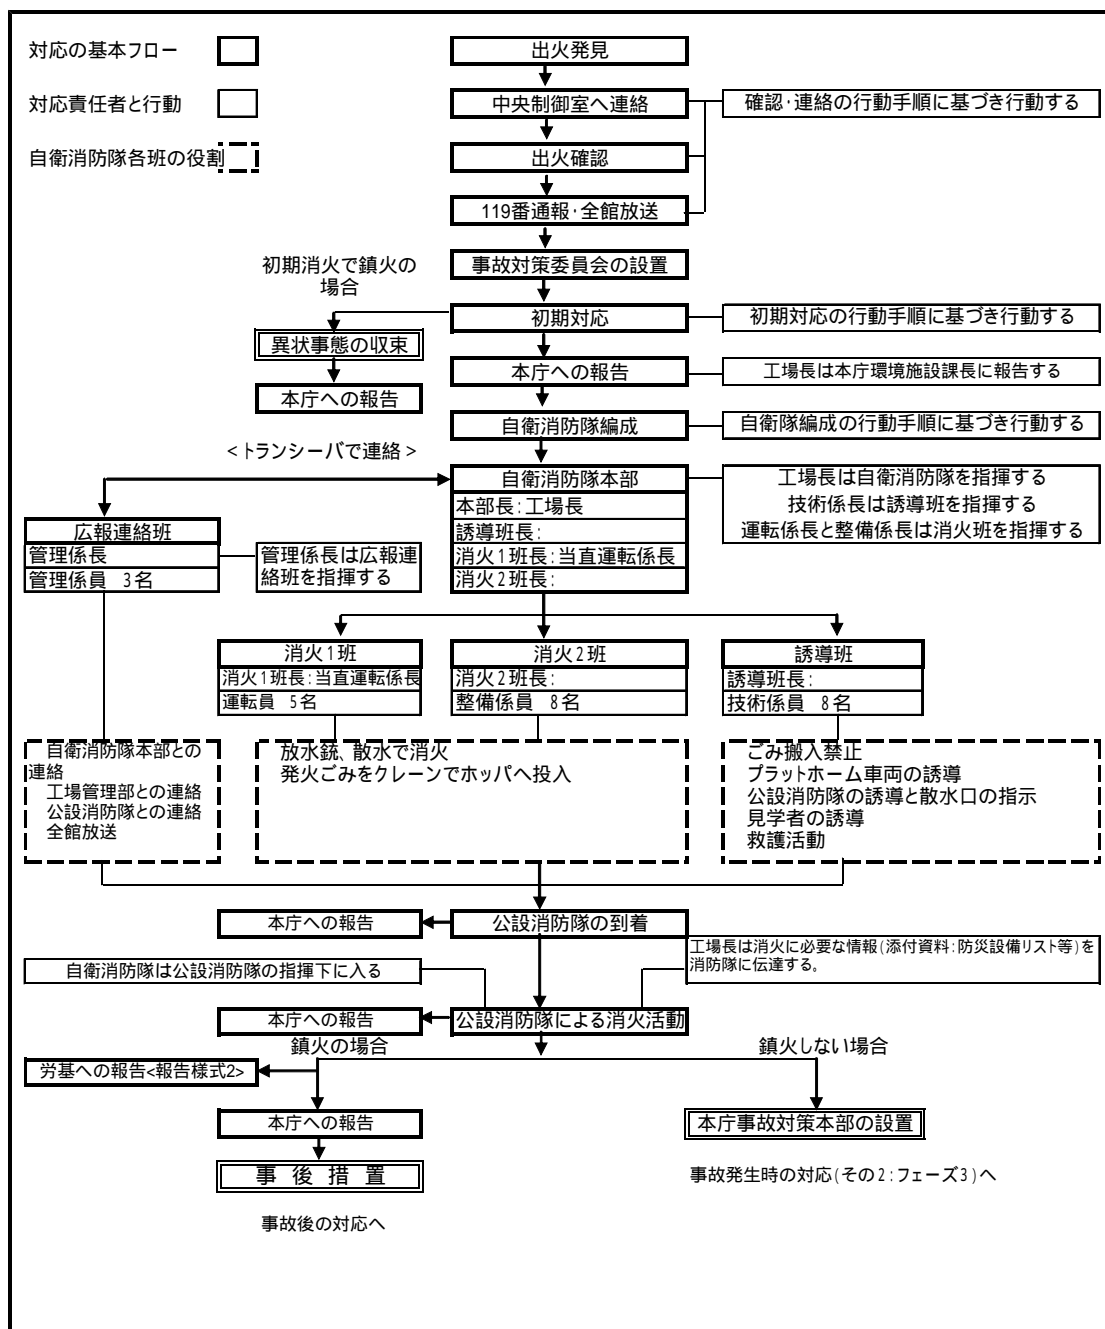 対応の基本フロー
出火発見
対応責任者と行動
中央制御室へ連絡
確認・連絡の行動手順に基づき行動する
自衛消防隊各班の役割
出火確認
119番通報・全館放送
初期消火で鎮火の
場合
事故対策委員会の設置
初期対応
初期対応の行動手順に基づき行動する
異状事態の収束
本庁への報告
工場長は本庁環境施設課長に報告する
本庁への報告
自衛消防隊編成
自衛隊編成の行動手順に基づき行動する
<トランシーバで連絡>
自衛消防隊本部
本部長:工場長
誘導班長:
消火1班長:当直運転係長
消火2班長:
工場長は自衛消防隊を指揮する
技術係長は誘導班を指揮する
運転係長と整備係長は消火班を指揮する
広報連絡班
管理係長
管理係員 3名
管理係長は広報連
絡班を指揮する
消火1班
消火1班長:当直運転係長
運転員 5名
消火2班
消火2班長:
整備係員 8名
誘導班
誘導班長:
技術係員 8名
自衛消防隊本部との
連絡
工場管理部との連絡
公設消防隊との連絡
全館放送
放水銃、散水で消火
発火ごみをクレーンでホッパへ投入
ごみ搬入禁止
プラットホーム車両の誘導
公設消防隊の誘導と散水口の指示
見学者の誘導
救護活動
本庁への報告
公設消防隊の到着
自衛消防隊は公設消防隊の指揮下に入る
工場長は消火に必要な情報(添付資料:防災設備リスト等)を
消防隊に伝達する。
本庁への報告
公設消防隊による消火活動
鎮火の場合
鎮火しない場合
労基への報告<報告様式2>
本庁への報告
本庁事故対策本部の設置
事 後 措 置
事故発生時の対応(その2:フェーズ3)へ
事故後の対応へ